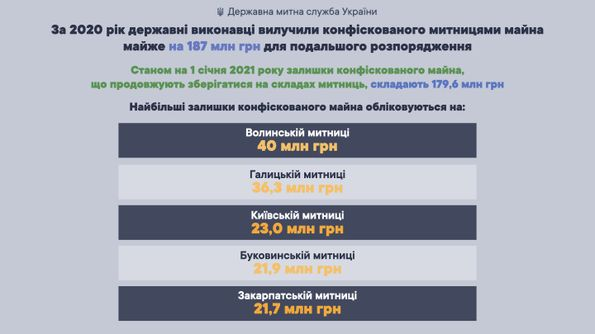 Державна митна служба України
За 2020 рік державні виконавці вилучили конфіскованого митницями майна
майже на 187 млн грн для подальшого розпорядження
Станом на 1 січня 2021 року залишки конфіскованого майна,
що продовжують зберігатися на складах митниць, складають 179,6 млн грн
Найбільші залишки конфіскованого майна обліковуються на:
Волинській митниці
40 млн грн
Галицькій митниці
36,3 млн грн
Київській митниці
23,0 млн грн
Буковинській митниці
21,9 млн грн
Закарпатській митниці
21,7 млн грн